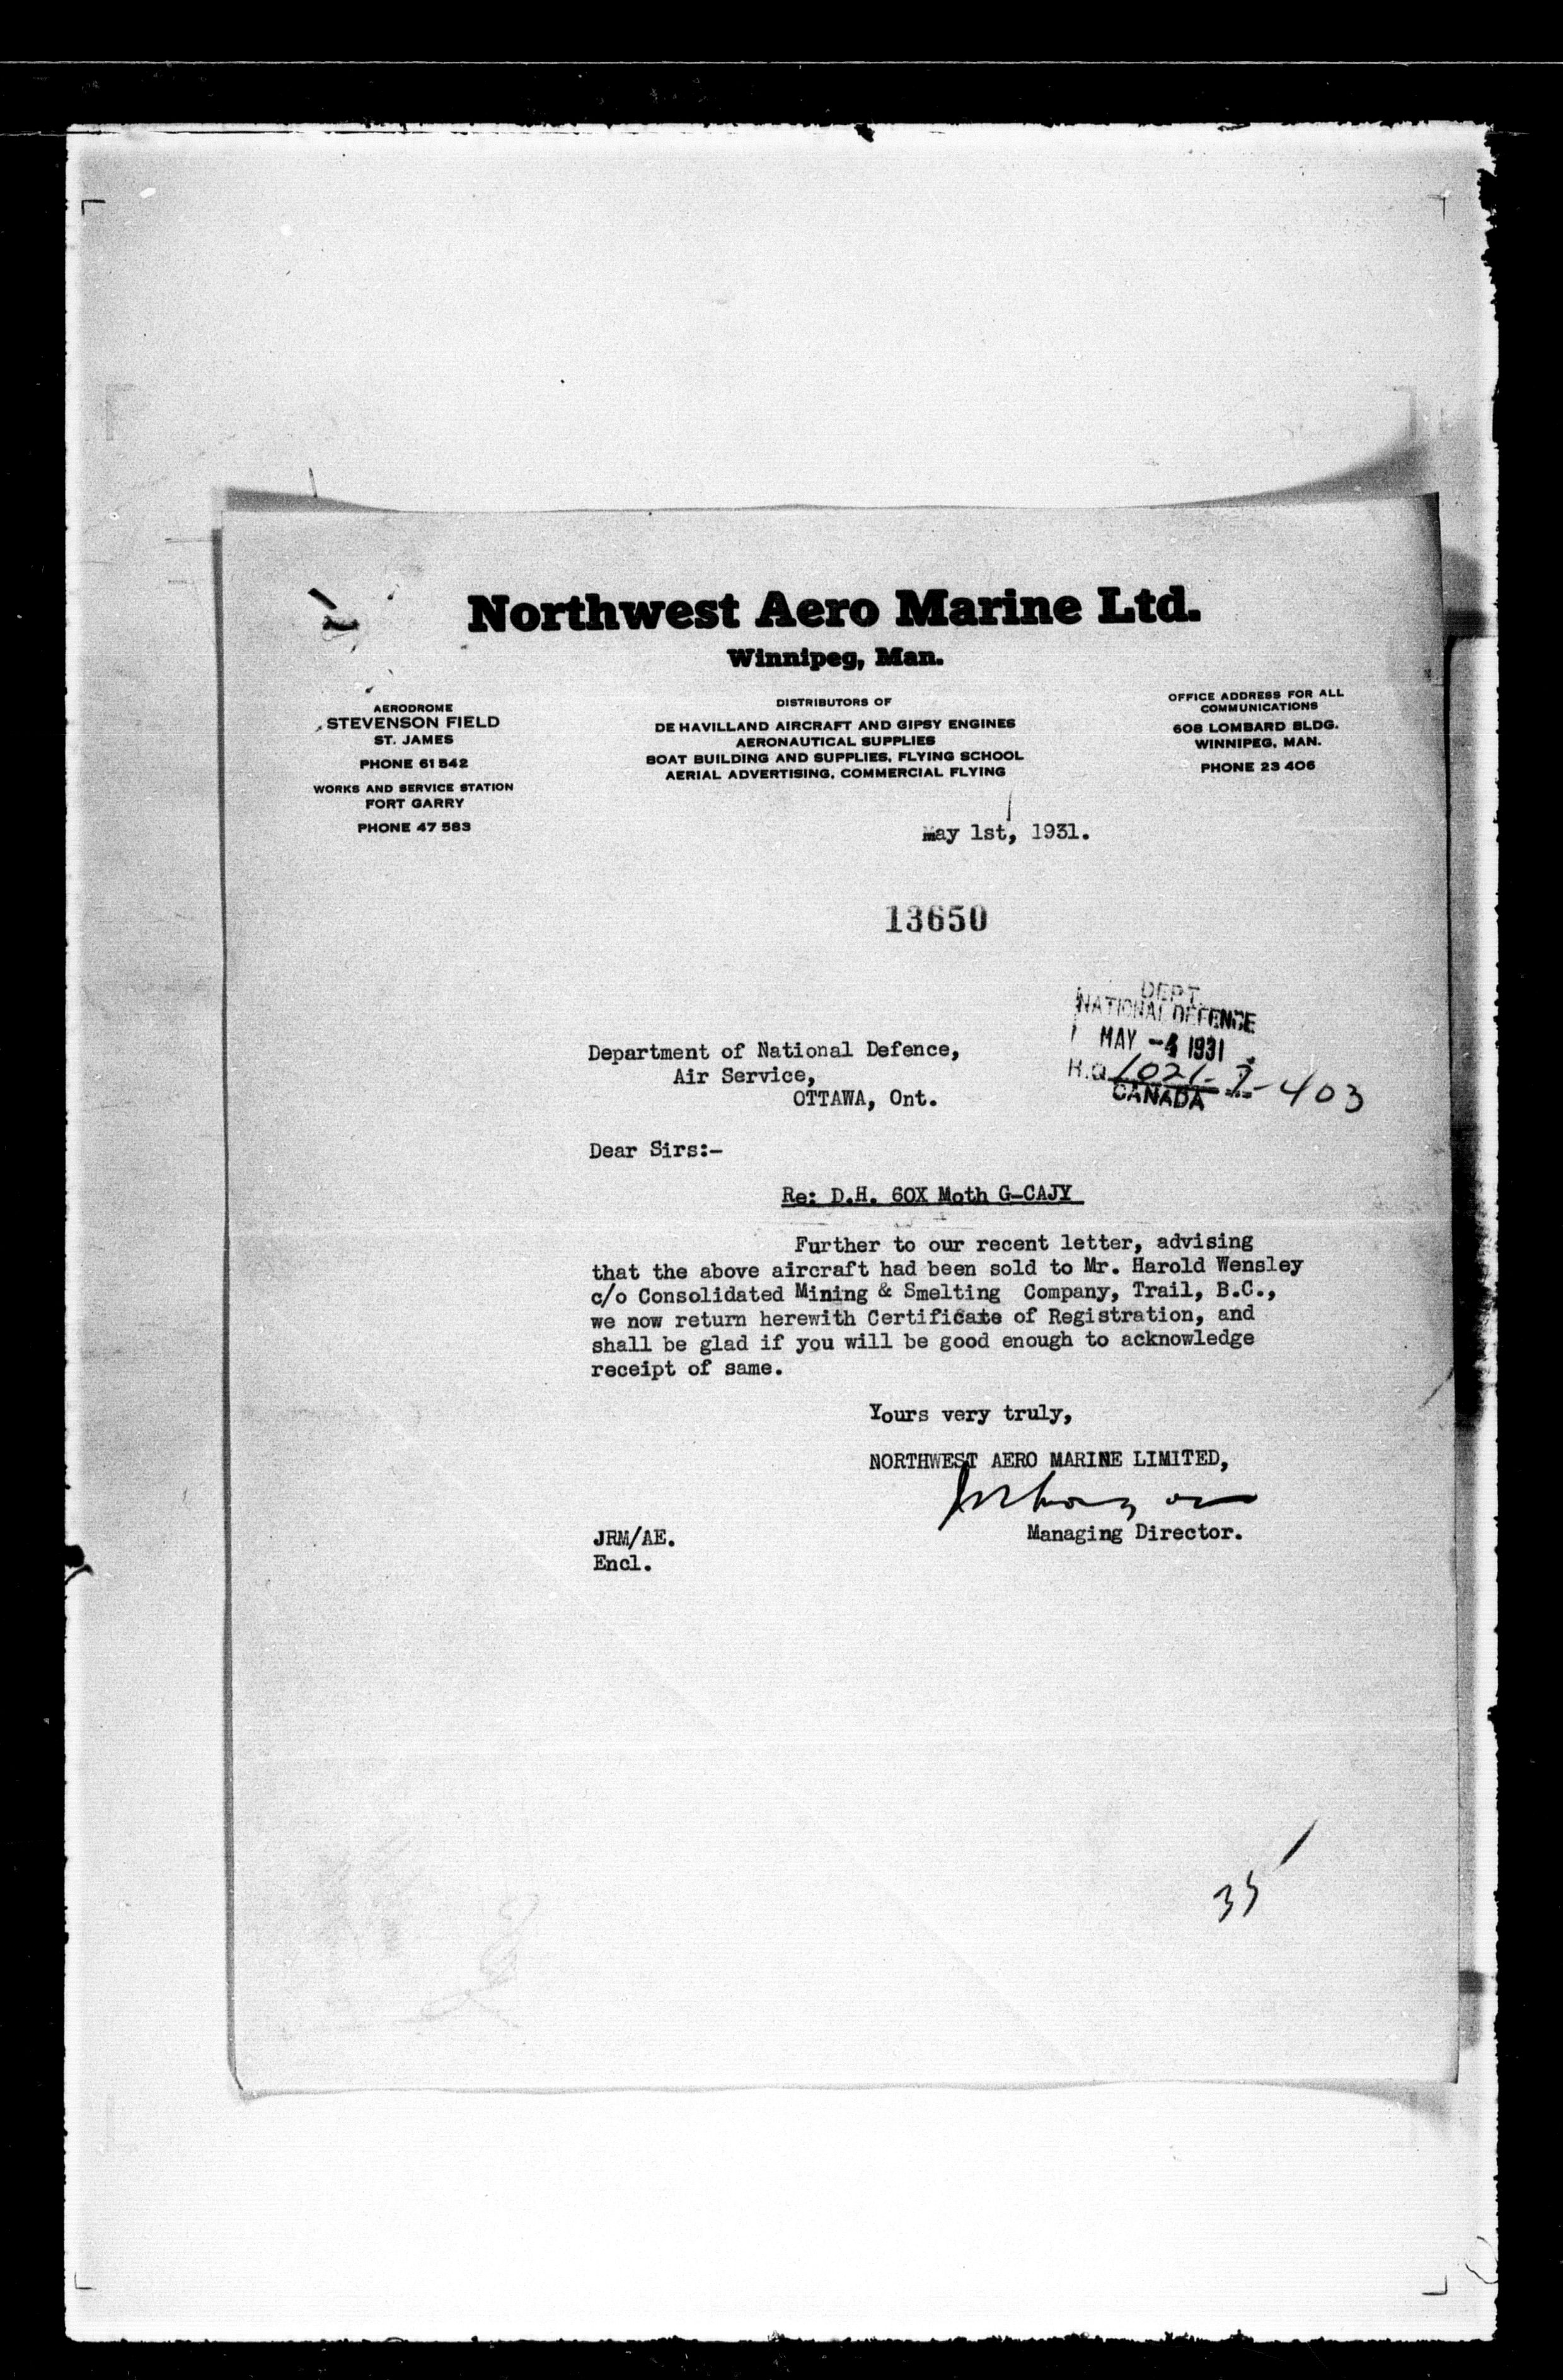 Northwest Aero Marine Ltd.
Winnipeg, Man.
AERODROME
STEVENSON FIELD
ST. JAMES
PHONE 61 542
WORKS AND SERVICE STATION
FORT GARRY
PHONE 47 583
DISTRIBUTORS OF
DE HAVILLAND AIRCRAFT AND GIPSY ENGINES
AERONAUTICAL SUPPLIES
BOAT BUILDING AND SUPPLIES, FLYING SCHOOL
AERIAL ADVERTISING, COMMERCIAL FLYING
OFFICE ADDRESS FOR ALL
COMMUNICATIONS
608 LOMBARD BLDG.
WINNIPEG, MAN.
PHONE 23 406
May 1st, 1931.
13650
DEPT.
NATIONAL DEFENCE
MAY -4 1931
H.Q. 1021-7-403
CANADA
Department of National Defence,
Air Service,
OTTAWA, Ont.
Dear Sirs:-
Re: D.H. 60X Moth G-CAJY
Further to our recent letter, advising
that the above aircraft had been sold to Mr. Harold Wensley
c/o Consolidated Mining & Smelting Company, Trail, B.C.,
we now return herewith Certificate of Registration, and
shall be glad if you will be good enough to acknowledge
receipt of same.
Yours very truly,
NORTHWEST AERO MARINE LIMITED,
Managing Director.
JRM/AE.
Encl.
35